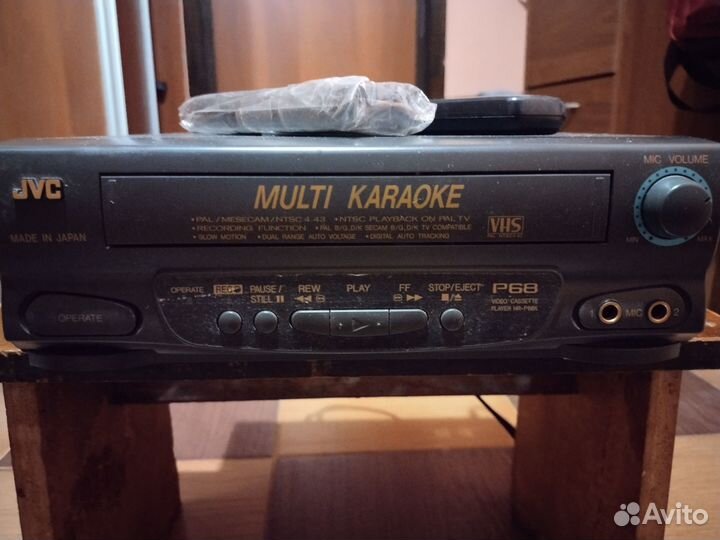 JVC
MADE IN JAPAN
MULTI KARAOKE
•PAL/MESECAM/NTSC 4.43 •NTSC PLAYBACK ON PAL TV
•RECORDING FUNCTION •PAL B/G,D/K SECAM B/G,D/K TV COMPATIBLE
•SLOW MOTION •DUAL RANGE AUTO VOLTAGE •DIGITAL AUTO TRACKING
VHS
MIC VOLUME
MIN MAX
OPERATE
OPERATE REC PAUSE/STILL REW PLAY FF STOP/EJECT
P68
VIDEO CASSETTE
PLAYER
1 MIC 2
Avito